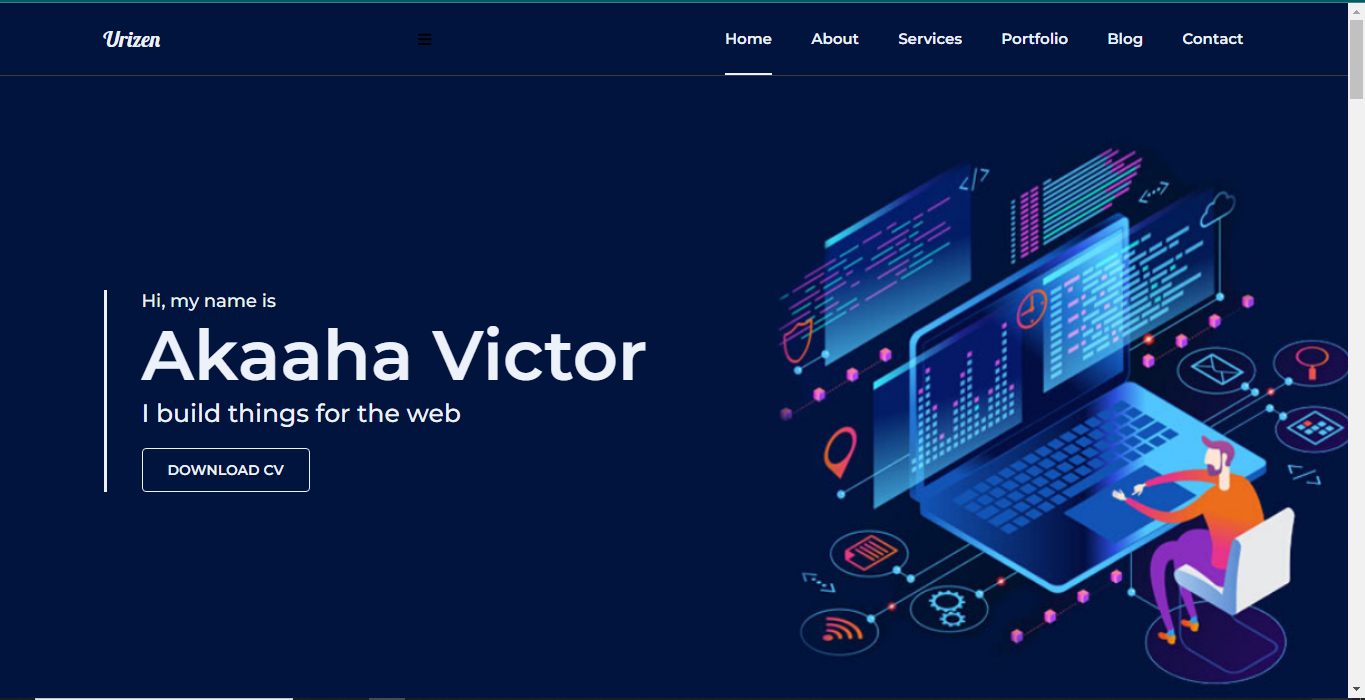 Urizen
Home About Services Portfolio Blog Contact
Hi, my name is
Akaaha Victor
I build things for the web
DOWNLOAD CV